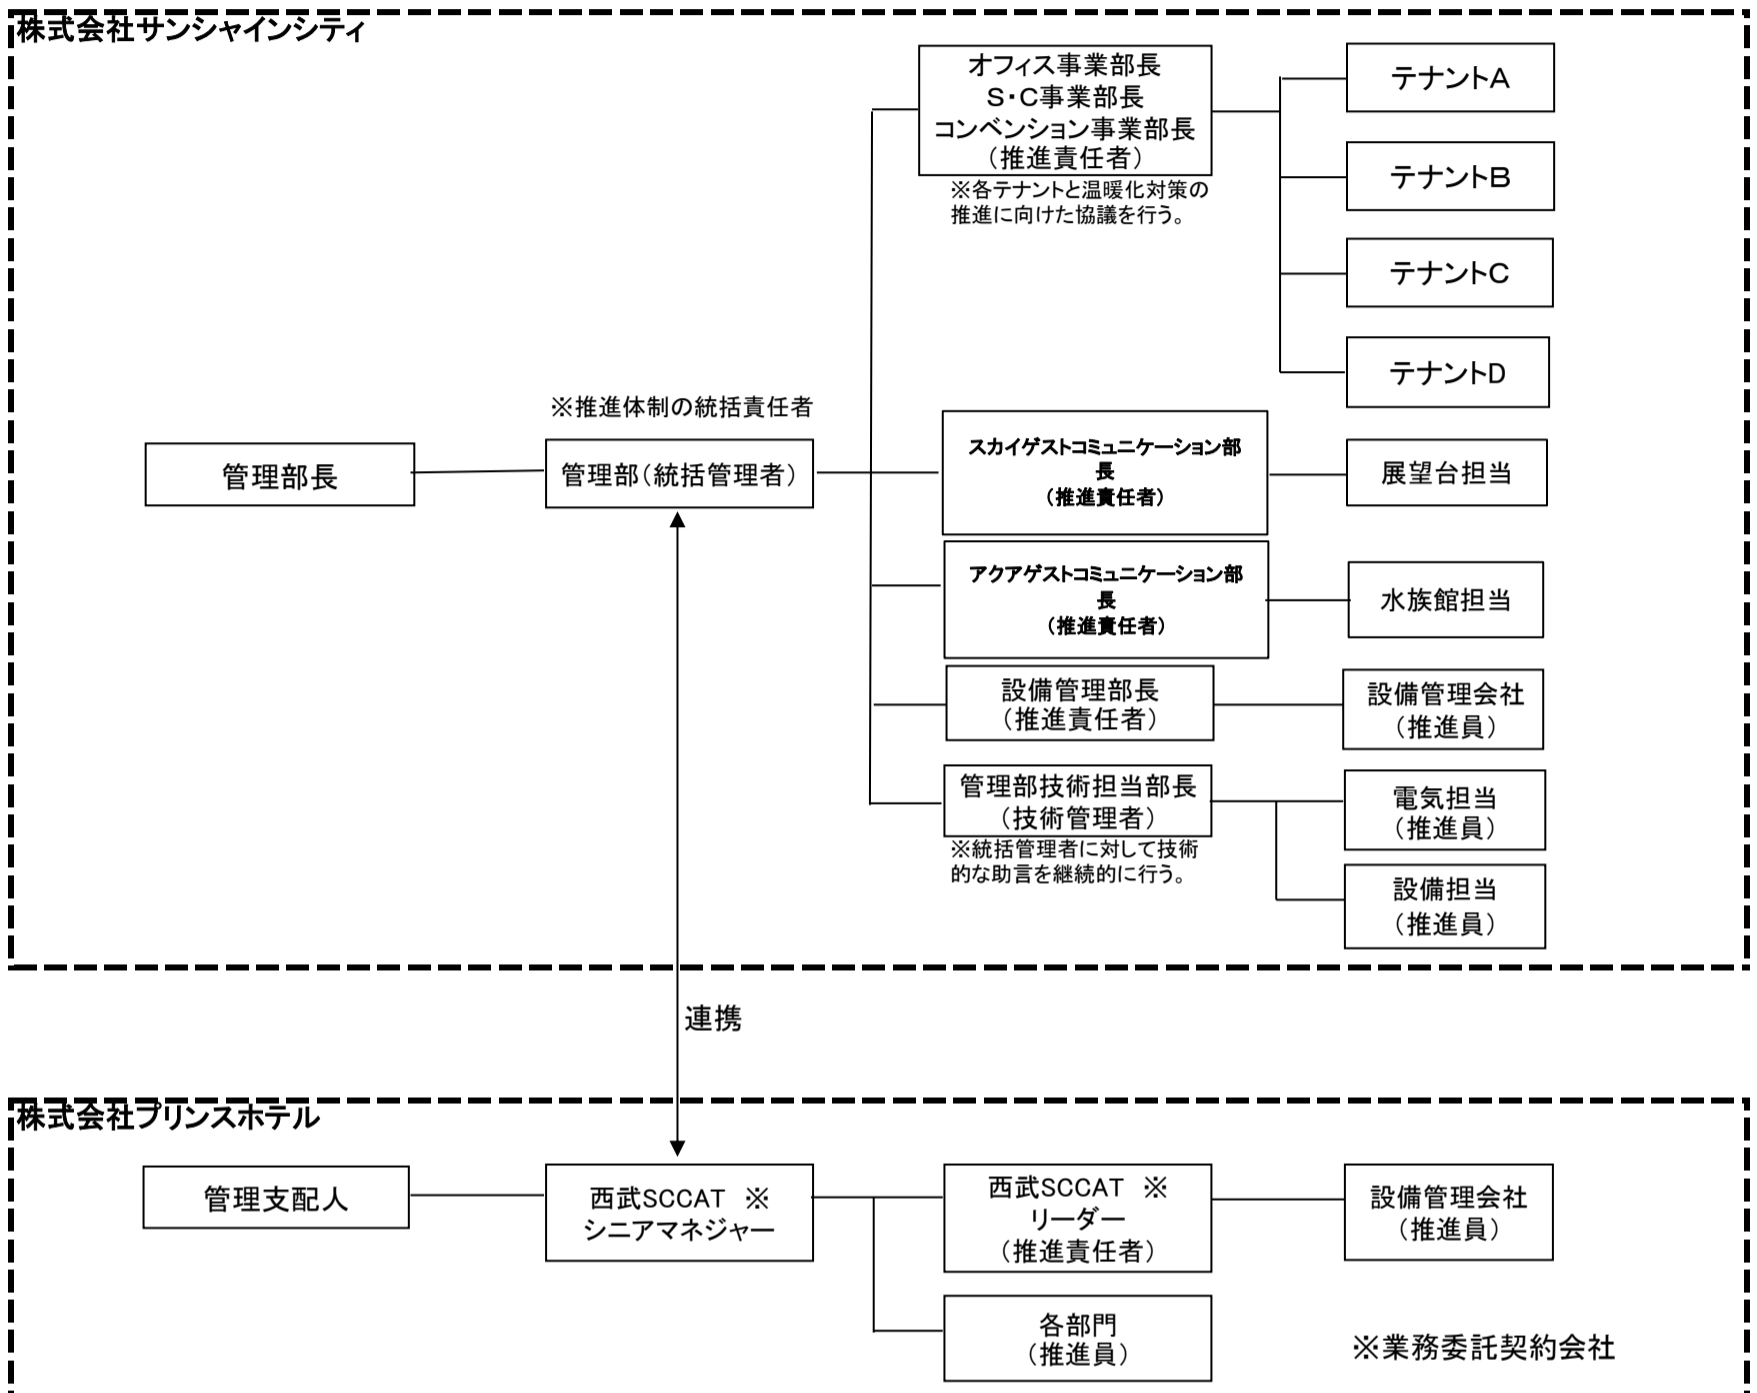 株式会社サンシャインシティ
オフィス事業部長
S・C事業部長
コンベンション事業部長
（推進責任者）
※各テナントと温暖化対策の
推進に向けた協議を行う。
テナントA
テナントB
テナントC
テナントD
※推進体制の統括責任者
管理部長
管理部（統括管理者）
スカイゲストコミュニケーション部
長
（推進責任者）
展望台担当
アクアゲストコミュニケーション部
長
（推進責任者）
水族館担当
設備管理部長
（推進責任者）
設備管理会社
（推進員）
管理部技術担当部長
（技術管理者）
※統括管理者に対して技術
的な助言を継続的に行う。
電気担当
（推進員）
設備担当
（推進員）
連携
株式会社プリンスホテル
管理支配人
西武SCCAT　※
シニアマネジャー
西武SCCAT　※
リーダー
（推進責任者）
設備管理会社
（推進員）
各部門
（推進員）
※業務委託契約会社